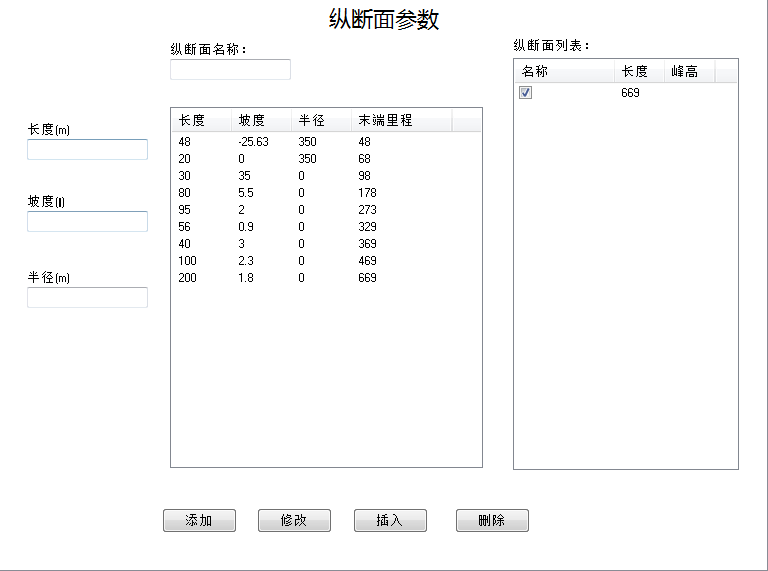 纵断面参数
纵断面名称：
纵断面列表：
长度(m)
坡度(‰)
半径(m)
长度 坡度 半径 末端里程
48 -25.63 350 48
20 0 350 68
30 35 0 98
80 5.5 0 178
95 2 0 273
56 0.9 0 329
40 3 0 369
100 2.3 0 469
200 1.8 0 669
名称 长度 峰高
669
添加 修改 插入 删除